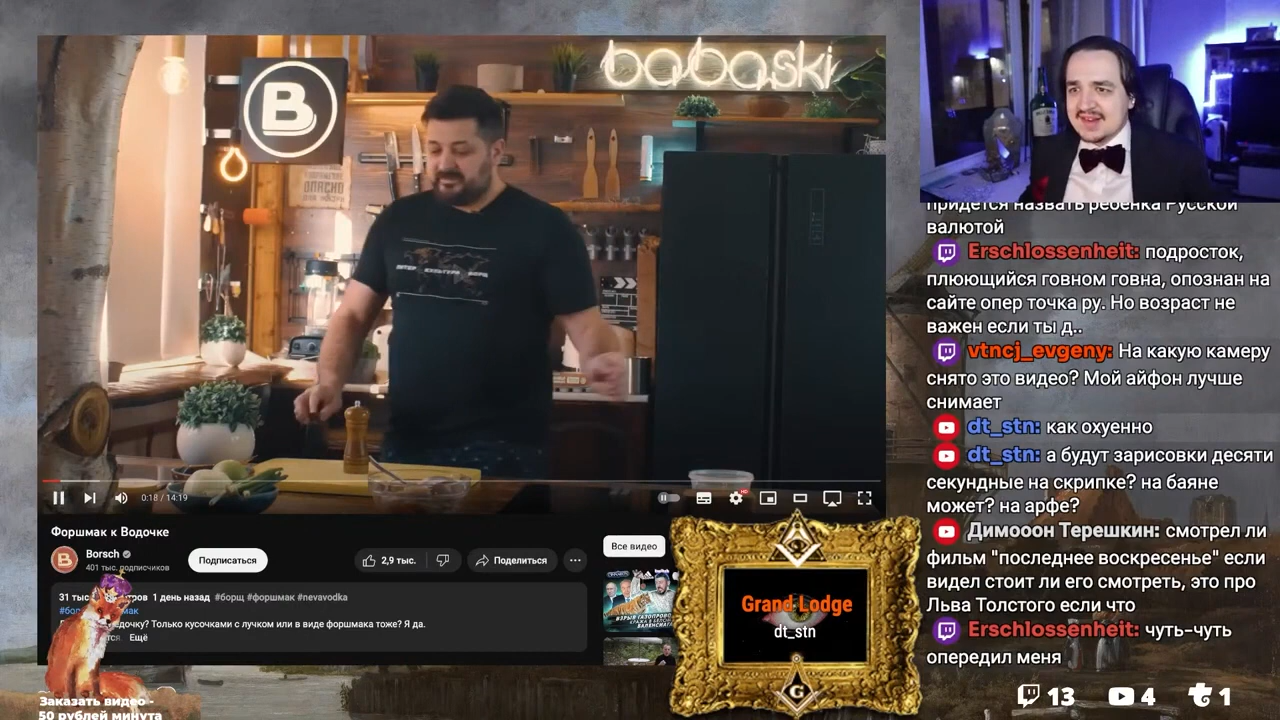 babaski
B
ОПАСНО
0:18 / 14:19
Форшмак к Водочке
Borsch
401 тыс. подписчиков
Подписаться
2,9 тыс.
Поделиться
Все видео
31 тыс.
1 день назад #борщ #форшмак #nevavodka
Только кусочками с лучком или в виде форшмака тоже? Я да.
Ещё
Заказать видео -
50 рублей минута
Grand Lodge
dt_stn
G
придется назвать ребенка Русской
валютой
Erschlossenheit: подросток,
плюющийся говном говна, опознан на
сайте опер точка ру. Но возраст не
важен если ты д..
vtncj_evgeny: На какую камеру
снято это видео? Мой айфон лучше
снимает
dt_stn: как охуенно
dt_stn: а будут зарисовки десяти
секундные на скрипке? на баяне
может? на арфе?
Димооон Терешкин: смотрел ли
фильм "последнее воскресенье" если
видел стоит ли его смотреть, это про
Льва Толстого если что
Erschlossenheit: чуть-чуть
опередил меня
13
4
1